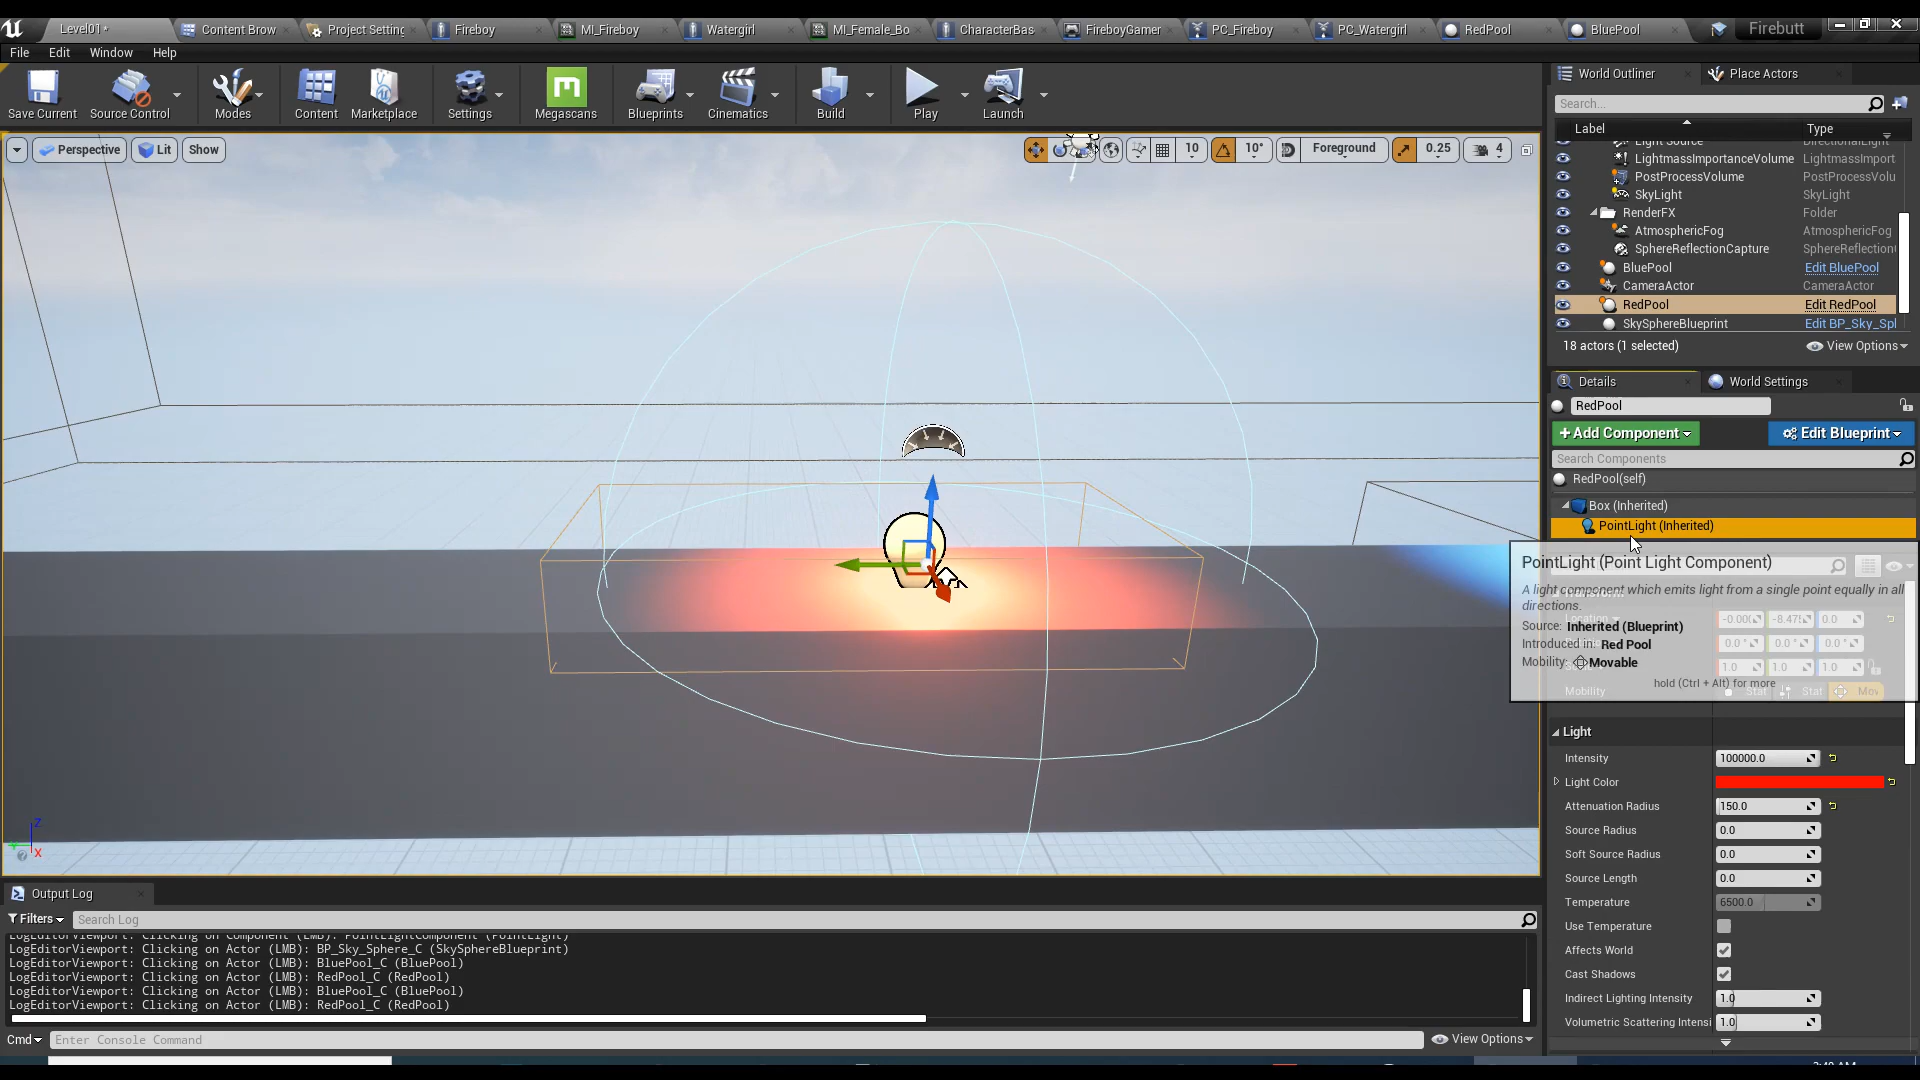 Level01*
Content Brow
Project Setting
Fireboy
MI_Fireboy
Watergirl
MI_Female_Bo
CharacterBas
FireboyGamer
PC_Fireboy
PC_Watergirl
RedPool
BluePool
Firebutt
File
Edit
Window
Help
Save Current
Source Control
Modes
Content
Marketplace
Settings
Megascans
Blueprints
Cinematics
Build
Play
Launch
Perspective
Lit
Show
10
10°
Foreground
0.25
4
World Outliner
Place Actors
Search...
Label
Type
Light Source
DirectionalLight
LightmassImportanceVolume
LightmassImport
PostProcessVolume
PostProcessVolu
SkyLight
SkyLight
RenderFX
Folder
AtmosphericFog
AtmosphericFog
SphereReflectionCapture
SphereReflection
BluePool
Edit BluePool
CameraActor
CameraActor
RedPool
Edit RedPool
SkySphereBlueprint
Edit BP_Sky_Spl
18 actors (1 selected)
View Options
Details
World Settings
RedPool
+Add Component
Edit Blueprint
Search Components
RedPool(self)
Box (Inherited)
PointLight (Inherited)
PointLight (Point Light Component)
A light component which emits light from a single point equally in all
directions.
Source: Inherited (Blueprint)
Introduced in: Red Pool
Mobility: Movable
hold (Ctrl + Alt) for more
0.0
0.0 °
0.0 °
0.0 °
1.0
1.0
1.0
Mobility
Stat
Stat
Mov
Light
Intensity
100000.0
Light Color
Attenuation Radius
150.0
Source Radius
0.0
Soft Source Radius
0.0
Source Length
0.0
Temperature
6500.0
Use Temperature
Affects World
Cast Shadows
Indirect Lighting Intensity
1.0
Volumetric Scattering Intensi
1.0
Output Log
Filters
Search Log
LogEditorViewport: Clicking on Component (LMB): PointLightComponent (PointLight)
LogEditorViewport: Clicking on Actor (LMB): BP_Sky_Sphere_C (SkySphereBlueprint)
LogEditorViewport: Clicking on Actor (LMB): BluePool_C (BluePool)
LogEditorViewport: Clicking on Actor (LMB): RedPool_C (RedPool)
LogEditorViewport: Clicking on Actor (LMB): BluePool_C (BluePool)
LogEditorViewport: Clicking on Actor (LMB): RedPool_C (RedPool)
Cmd
Enter Console Command
View Options
Z
X